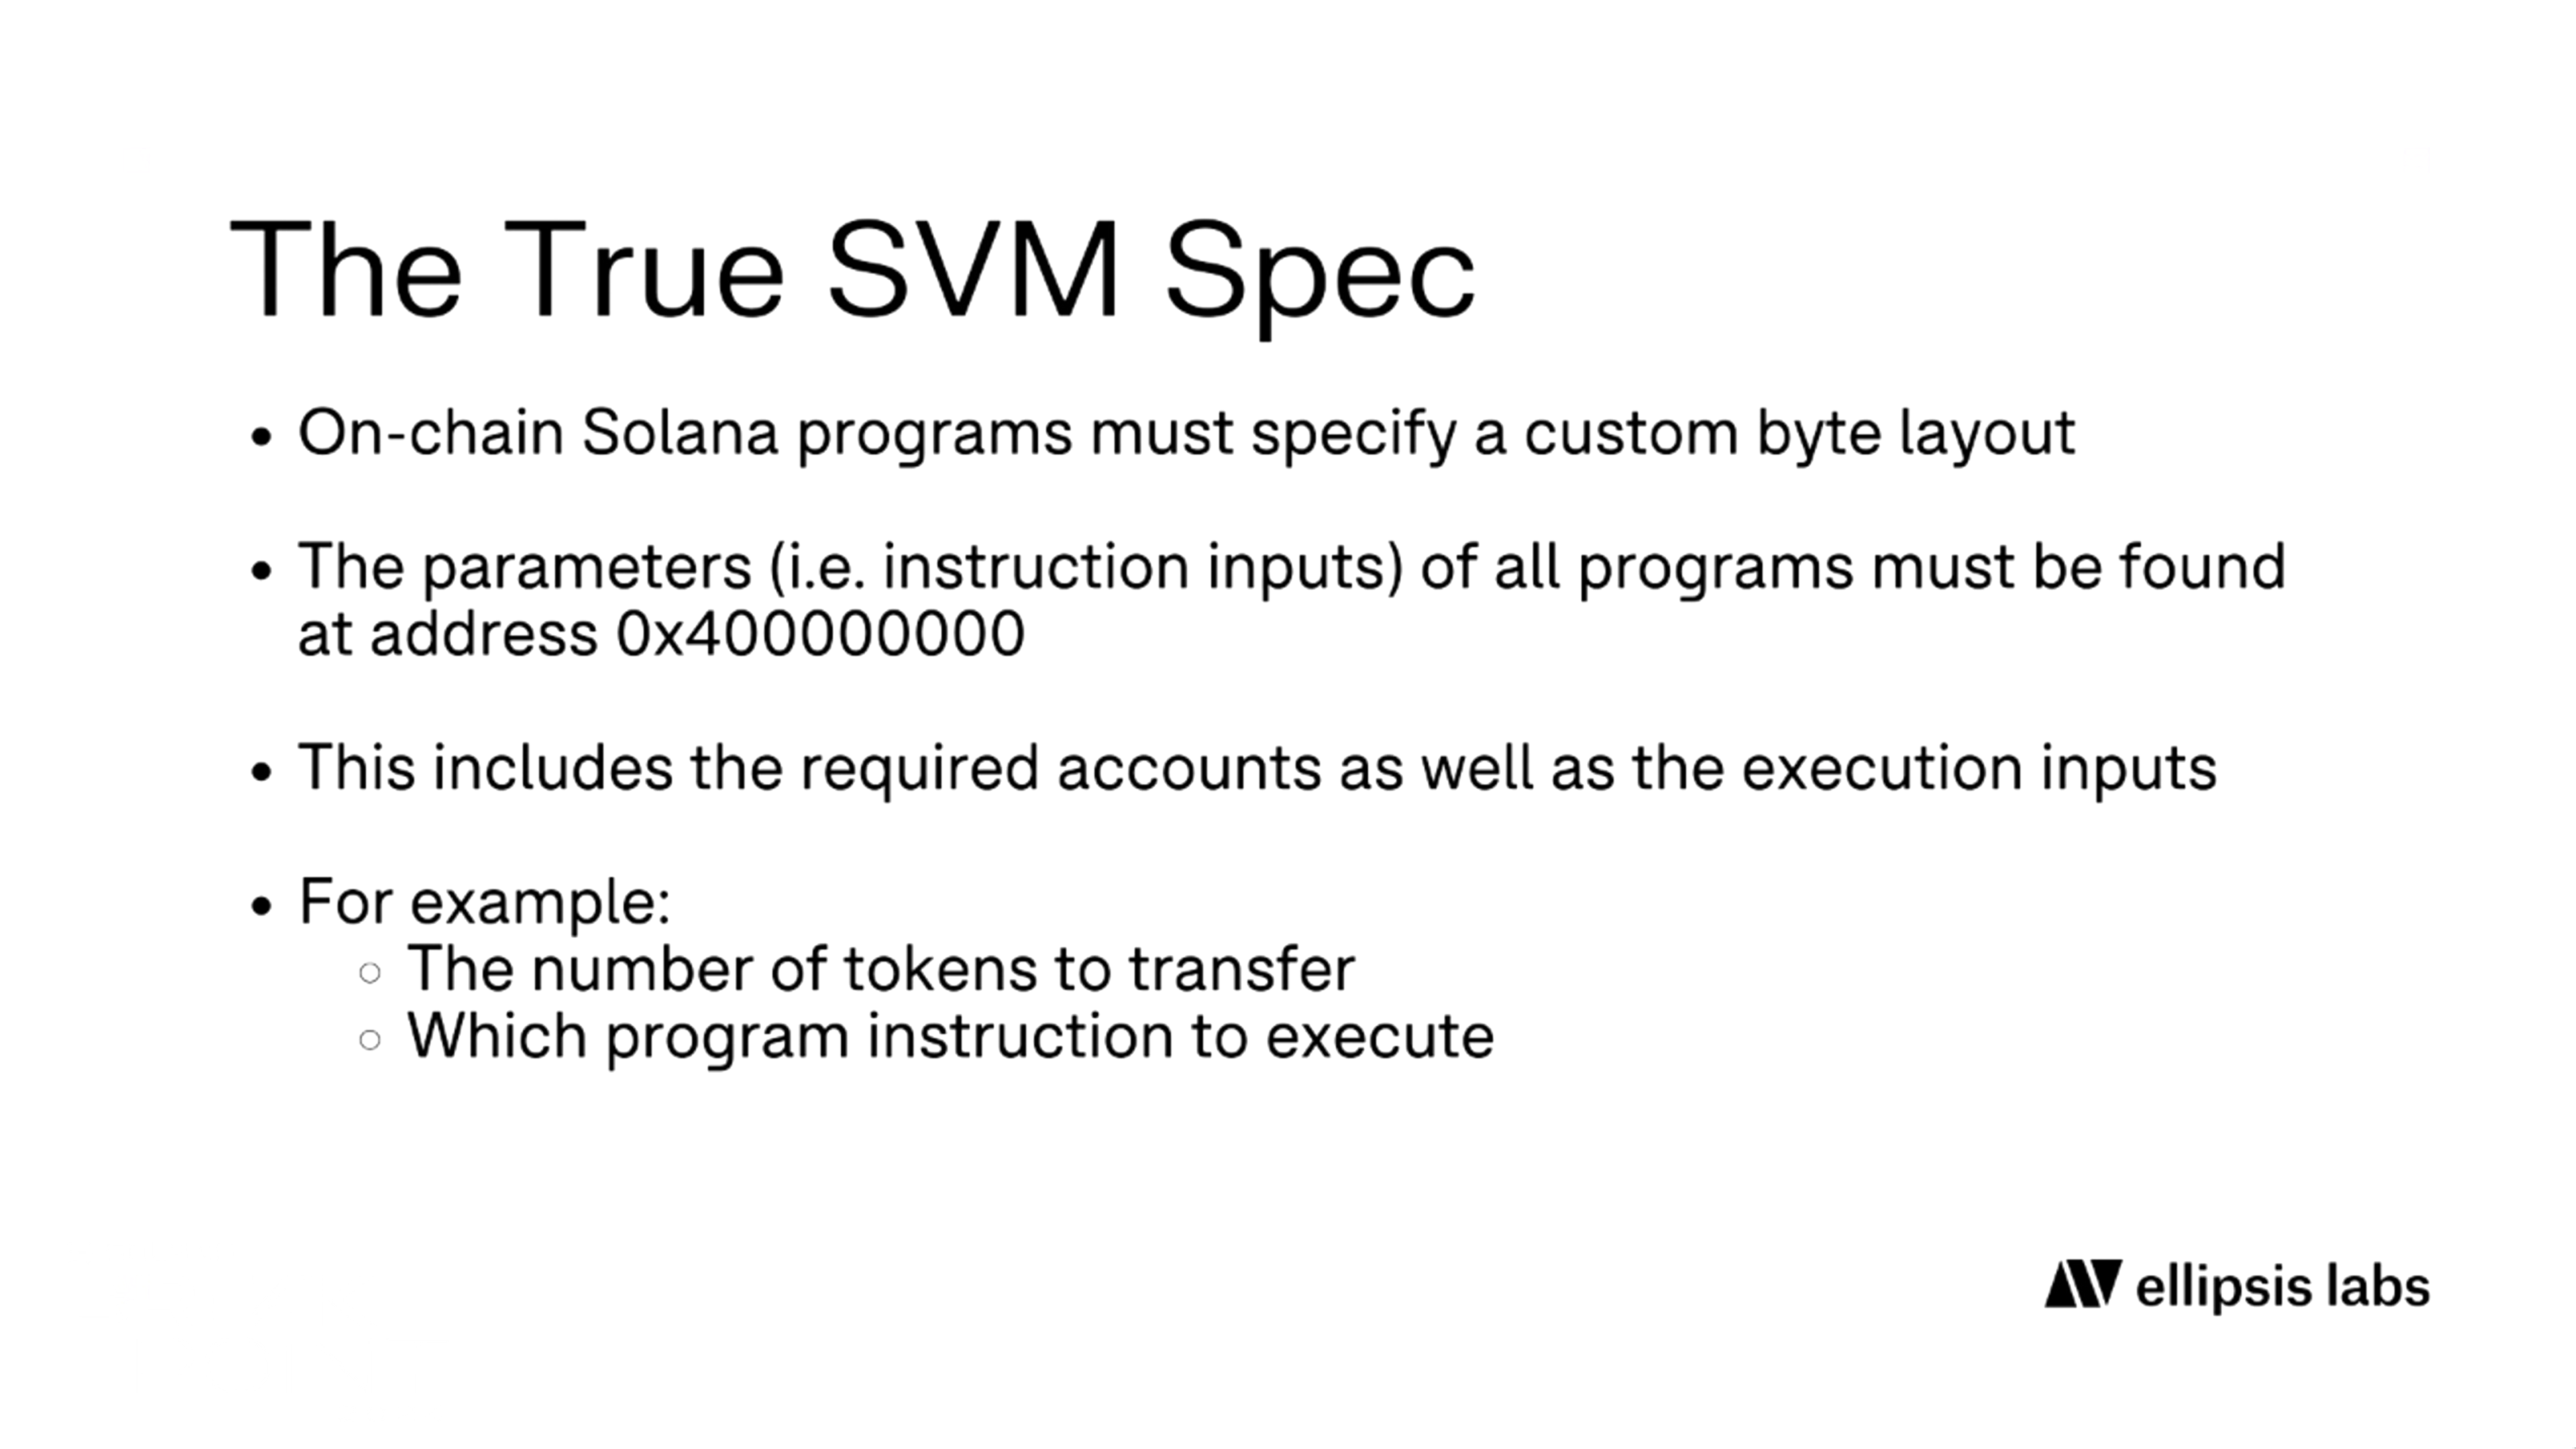 The True SVM Spec
• On-chain Solana programs must specify a custom byte layout
• The parameters (i.e. instruction inputs) of all programs must be found
at address 0x400000000
• This includes the required accounts as well as the execution inputs
• For example:
○ The number of tokens to transfer
○ Which program instruction to execute
ellipsis labs